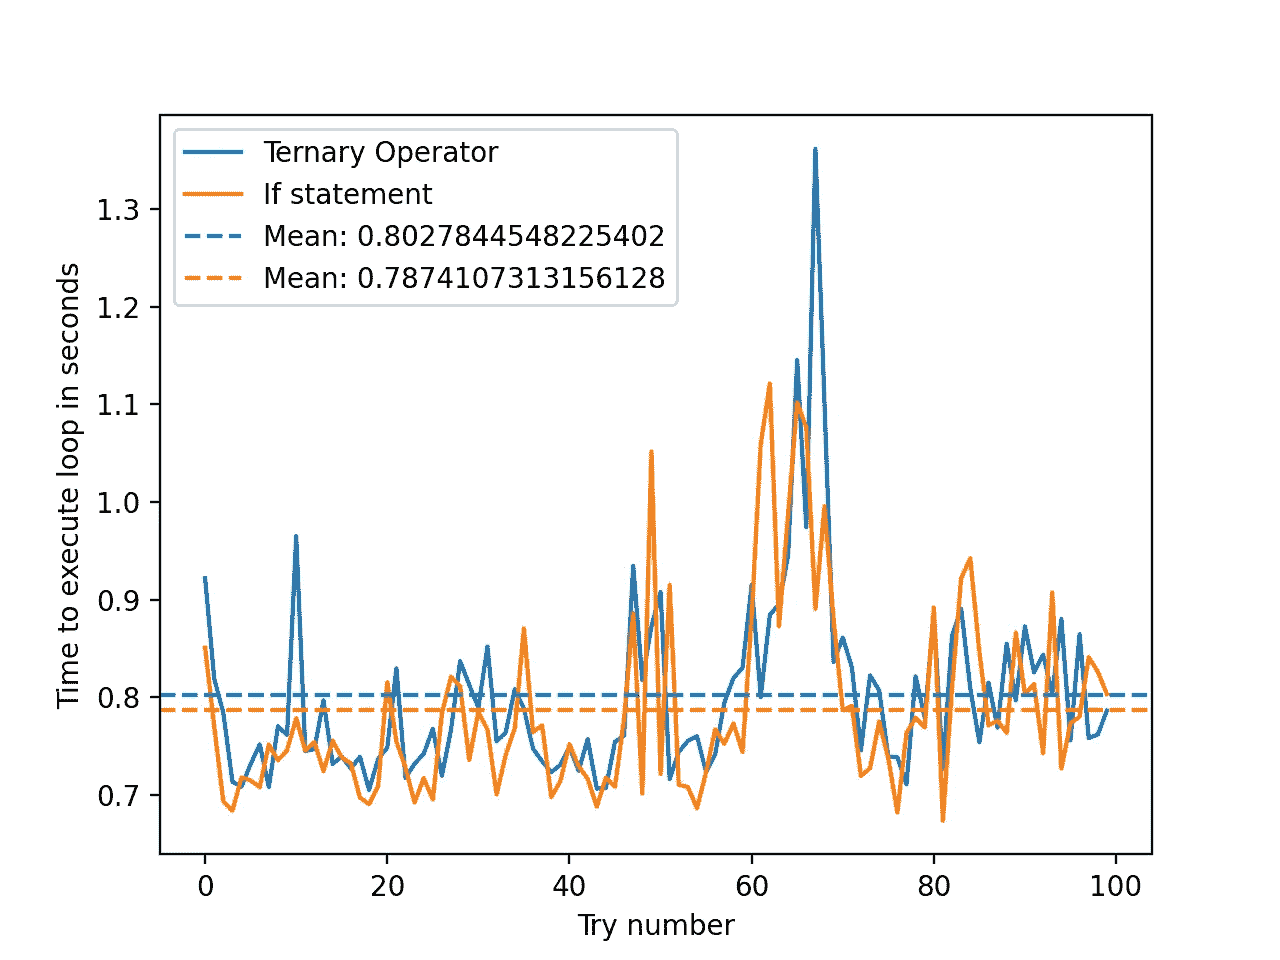 Ternary Operator
If statement
Mean: 0.8027844548225402
Mean: 0.7874107313156128
1.3
1.2
1.1
1.0
0.9
0.8
0.7
Time to execute loop in seconds
0 20 40 60 80 100
Try number